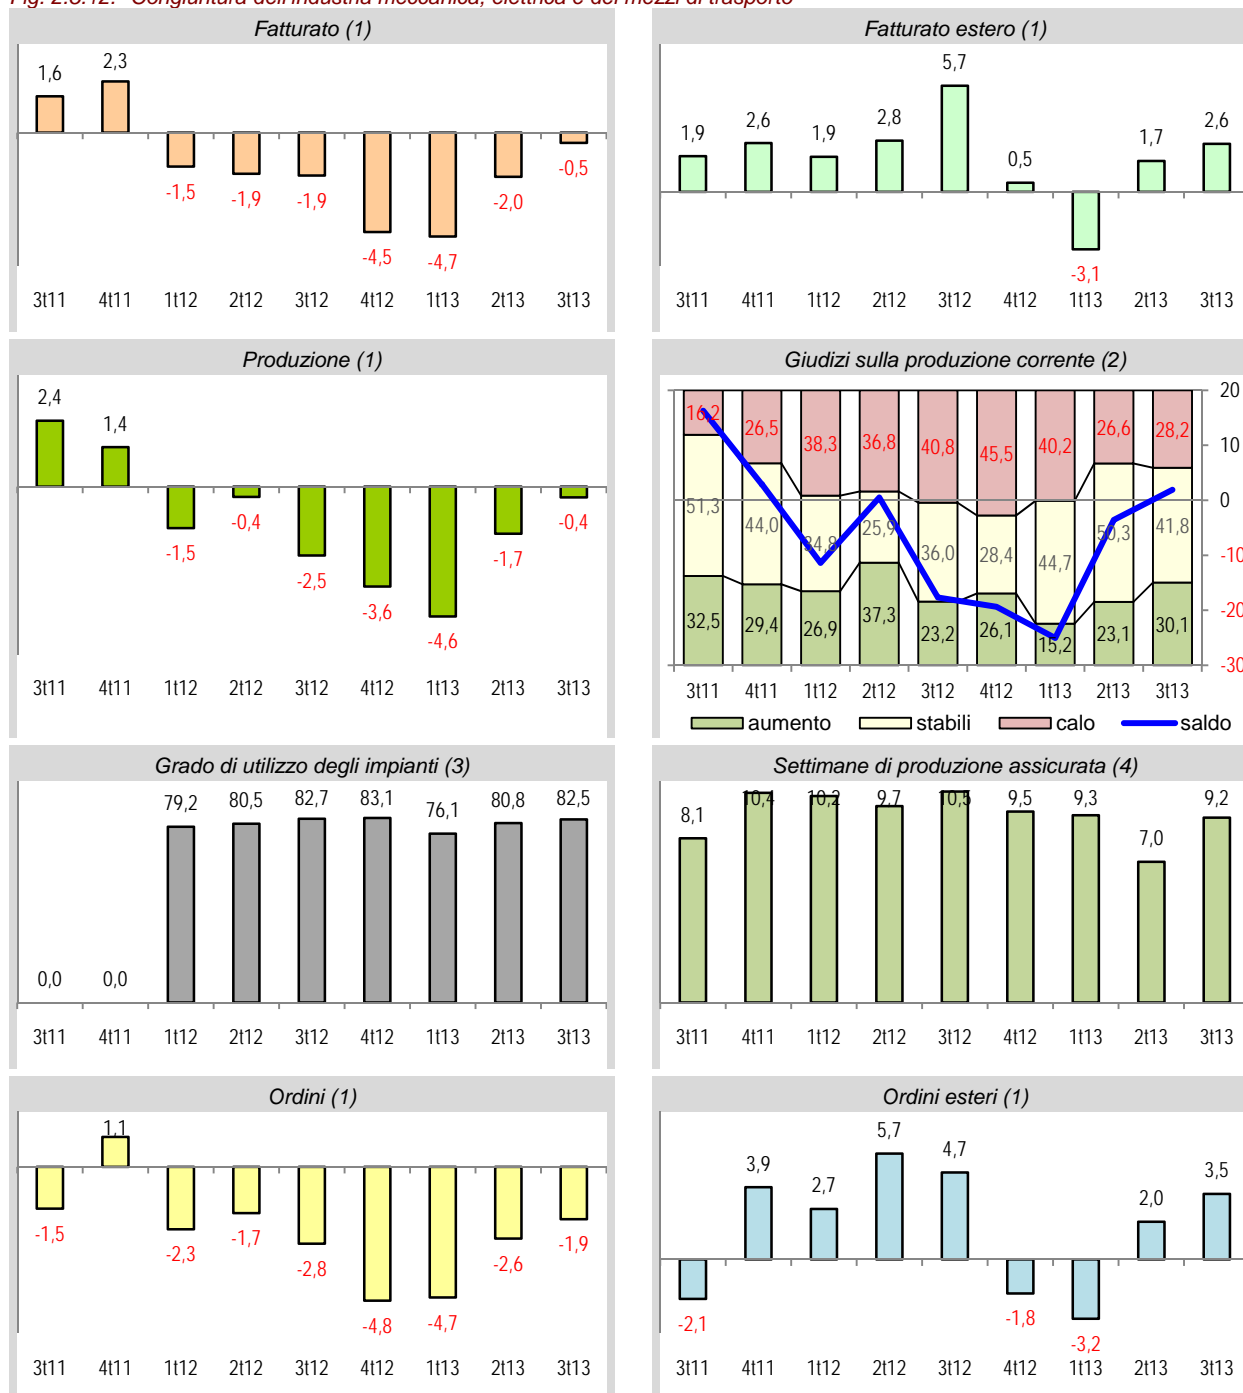 Fig. 2.3.12. Congiuntura dell'industria meccanica, elettrica e dei mezzi di trasporto
Fatturato (1)
1,6 2,3 -1,5 -1,9 -1,9 -4,5 -4,7 -2,0 -0,5
3t11 4t11 1t12 2t12 3t12 4t12 1t13 2t13 3t13
Fatturato estero (1)
1,9 2,6 1,9 2,8 5,7 0,5 -3,1 1,7 2,6
3t11 4t11 1t12 2t12 3t12 4t12 1t13 2t13 3t13
Produzione (1)
2,4 1,4 -1,5 -0,4 -2,5 -3,6 -4,6 -1,7 -0,4
3t11 4t11 1t12 2t12 3t12 4t12 1t13 2t13 3t13
Giudizi sulla produzione corrente (2)
16,2 26,5 38,3 36,8 40,8 45,5 40,2 26,6 28,2
51,3 44,0 34,8 25,9 36,0 28,4 44,7 50,3 41,8
32,5 29,4 26,9 37,3 23,2 26,1 15,2 23,1 30,1
20
10
0
-10
-20
-30
3t11 4t11 1t12 2t12 3t12 4t12 1t13 2t13 3t13
aumento stabili calo saldo
Grado di utilizzo degli impianti (3)
0,0 0,0 79,2 80,5 82,7 83,1 76,1 80,8 82,5
3t11 4t11 1t12 2t12 3t12 4t12 1t13 2t13 3t13
Settimane di produzione assicurata (4)
8,1 10,4 10,2 9,7 10,5 9,5 9,3 7,0 9,2
3t11 4t11 1t12 2t12 3t12 4t12 1t13 2t13 3t13
Ordini (1)
-1,5 1,1 -2,3 -1,7 -2,8 -4,8 -4,7 -2,6 -1,9
3t11 4t11 1t12 2t12 3t12 4t12 1t13 2t13 3t13
Ordini esteri (1)
-2,1 3,9 2,7 5,7 4,7 -1,8 -3,2 2,0 3,5
3t11 4t11 1t12 2t12 3t12 4t12 1t13 2t13 3t13